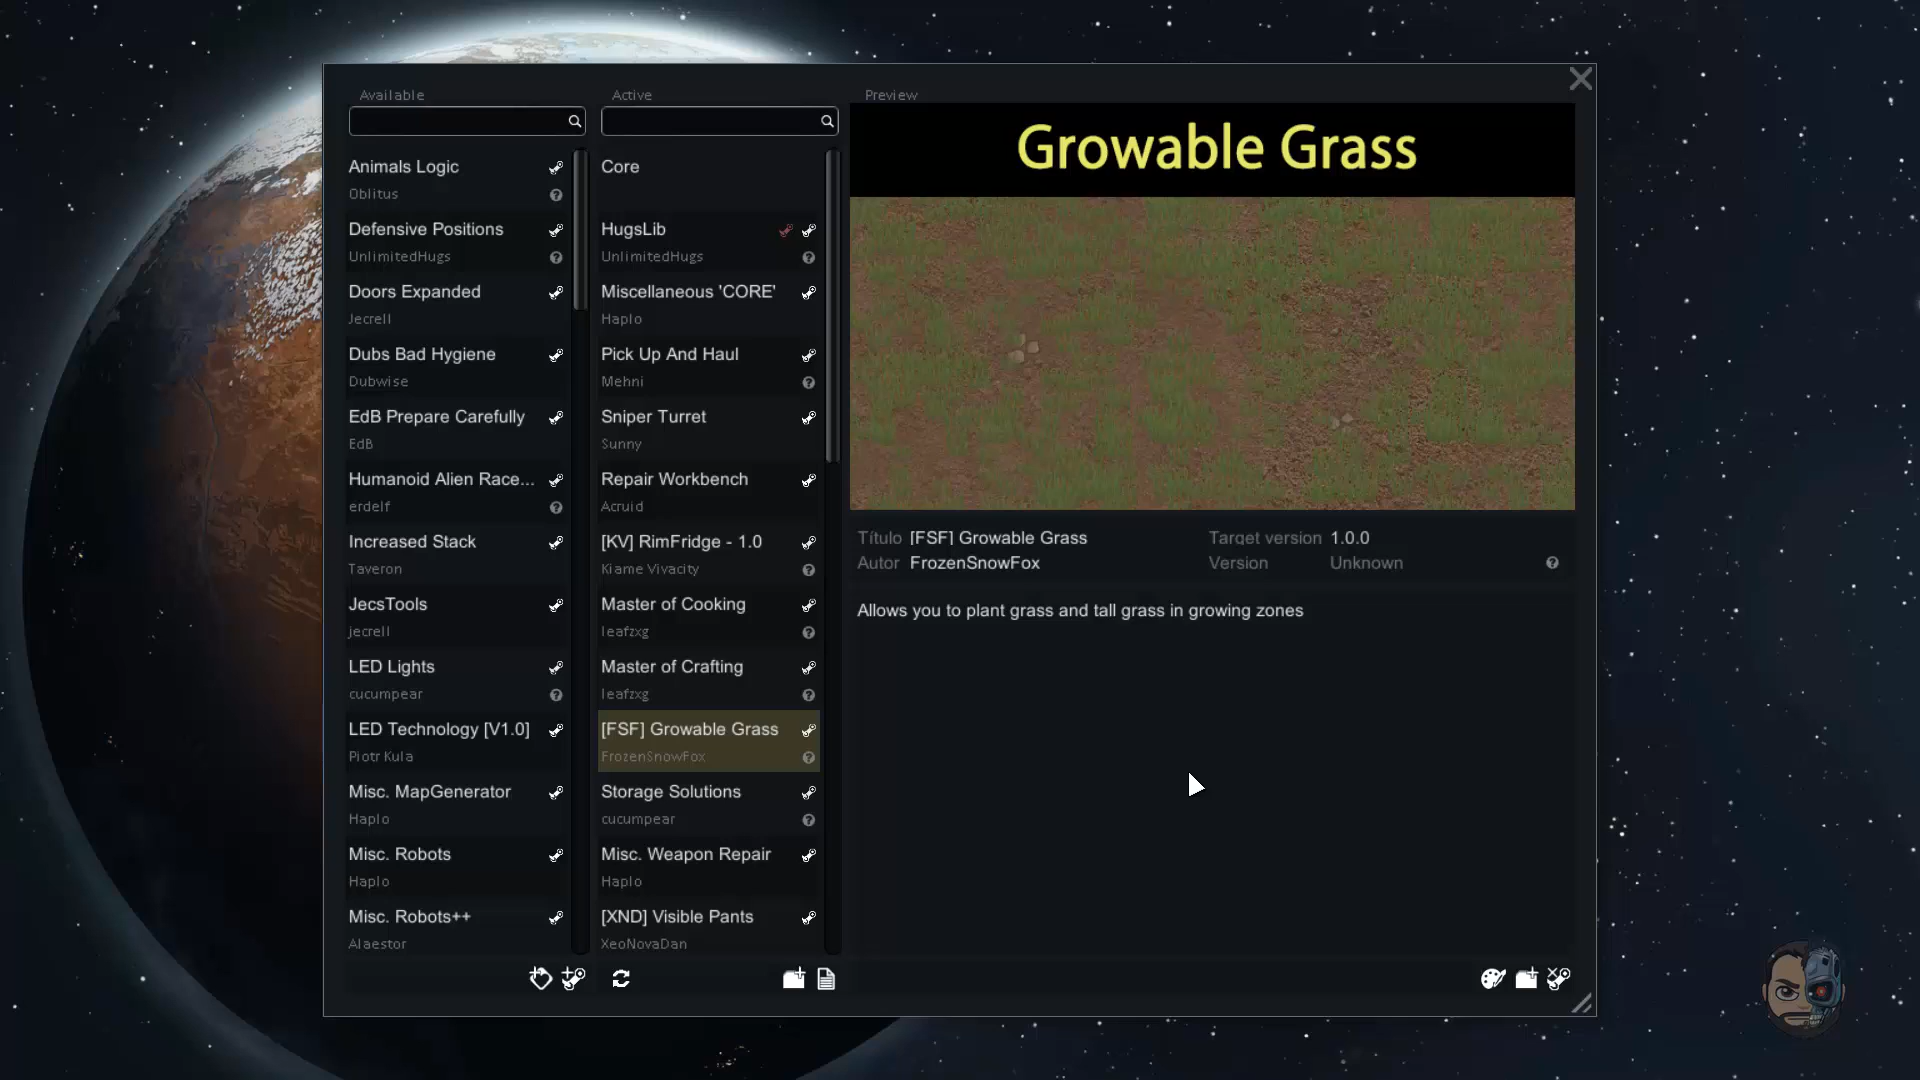 Available
Animals Logic
Oblitus
Defensive Positions
UnlimitedHugs
Doors Expanded
Jecrell
Dubs Bad Hygiene
Dubwise
EdB Prepare Carefully
EdB
Humanoid Alien Race...
erdelf
Increased Stack
Taveron
JecsTools
jecrell
LED Lights
cucumpear
LED Technology [V1.0]
Piotr Kula
Misc. MapGenerator
Haplo
Misc. Robots
Haplo
Misc. Robots++
Alaestor
Active
Core
HugsLib
UnlimitedHugs
Miscellaneous 'CORE'
Haplo
Pick Up And Haul
Mehni
Sniper Turret
Sunny
Repair Workbench
Acruid
[KV] RimFridge - 1.0
Kiame Vivacity
Master of Cooking
leafzxg
Master of Crafting
leafzxg
[FSF] Growable Grass
FrozenSnowFox
Storage Solutions
cucumpear
Misc. Weapon Repair
Haplo
[XND] Visible Pants
XeoNovaDan
Preview
Growable Grass
Título [FSF] Growable Grass
Target version 1.0.0
Autor FrozenSnowFox
Version Unknown
Allows you to plant grass and tall grass in growing zones